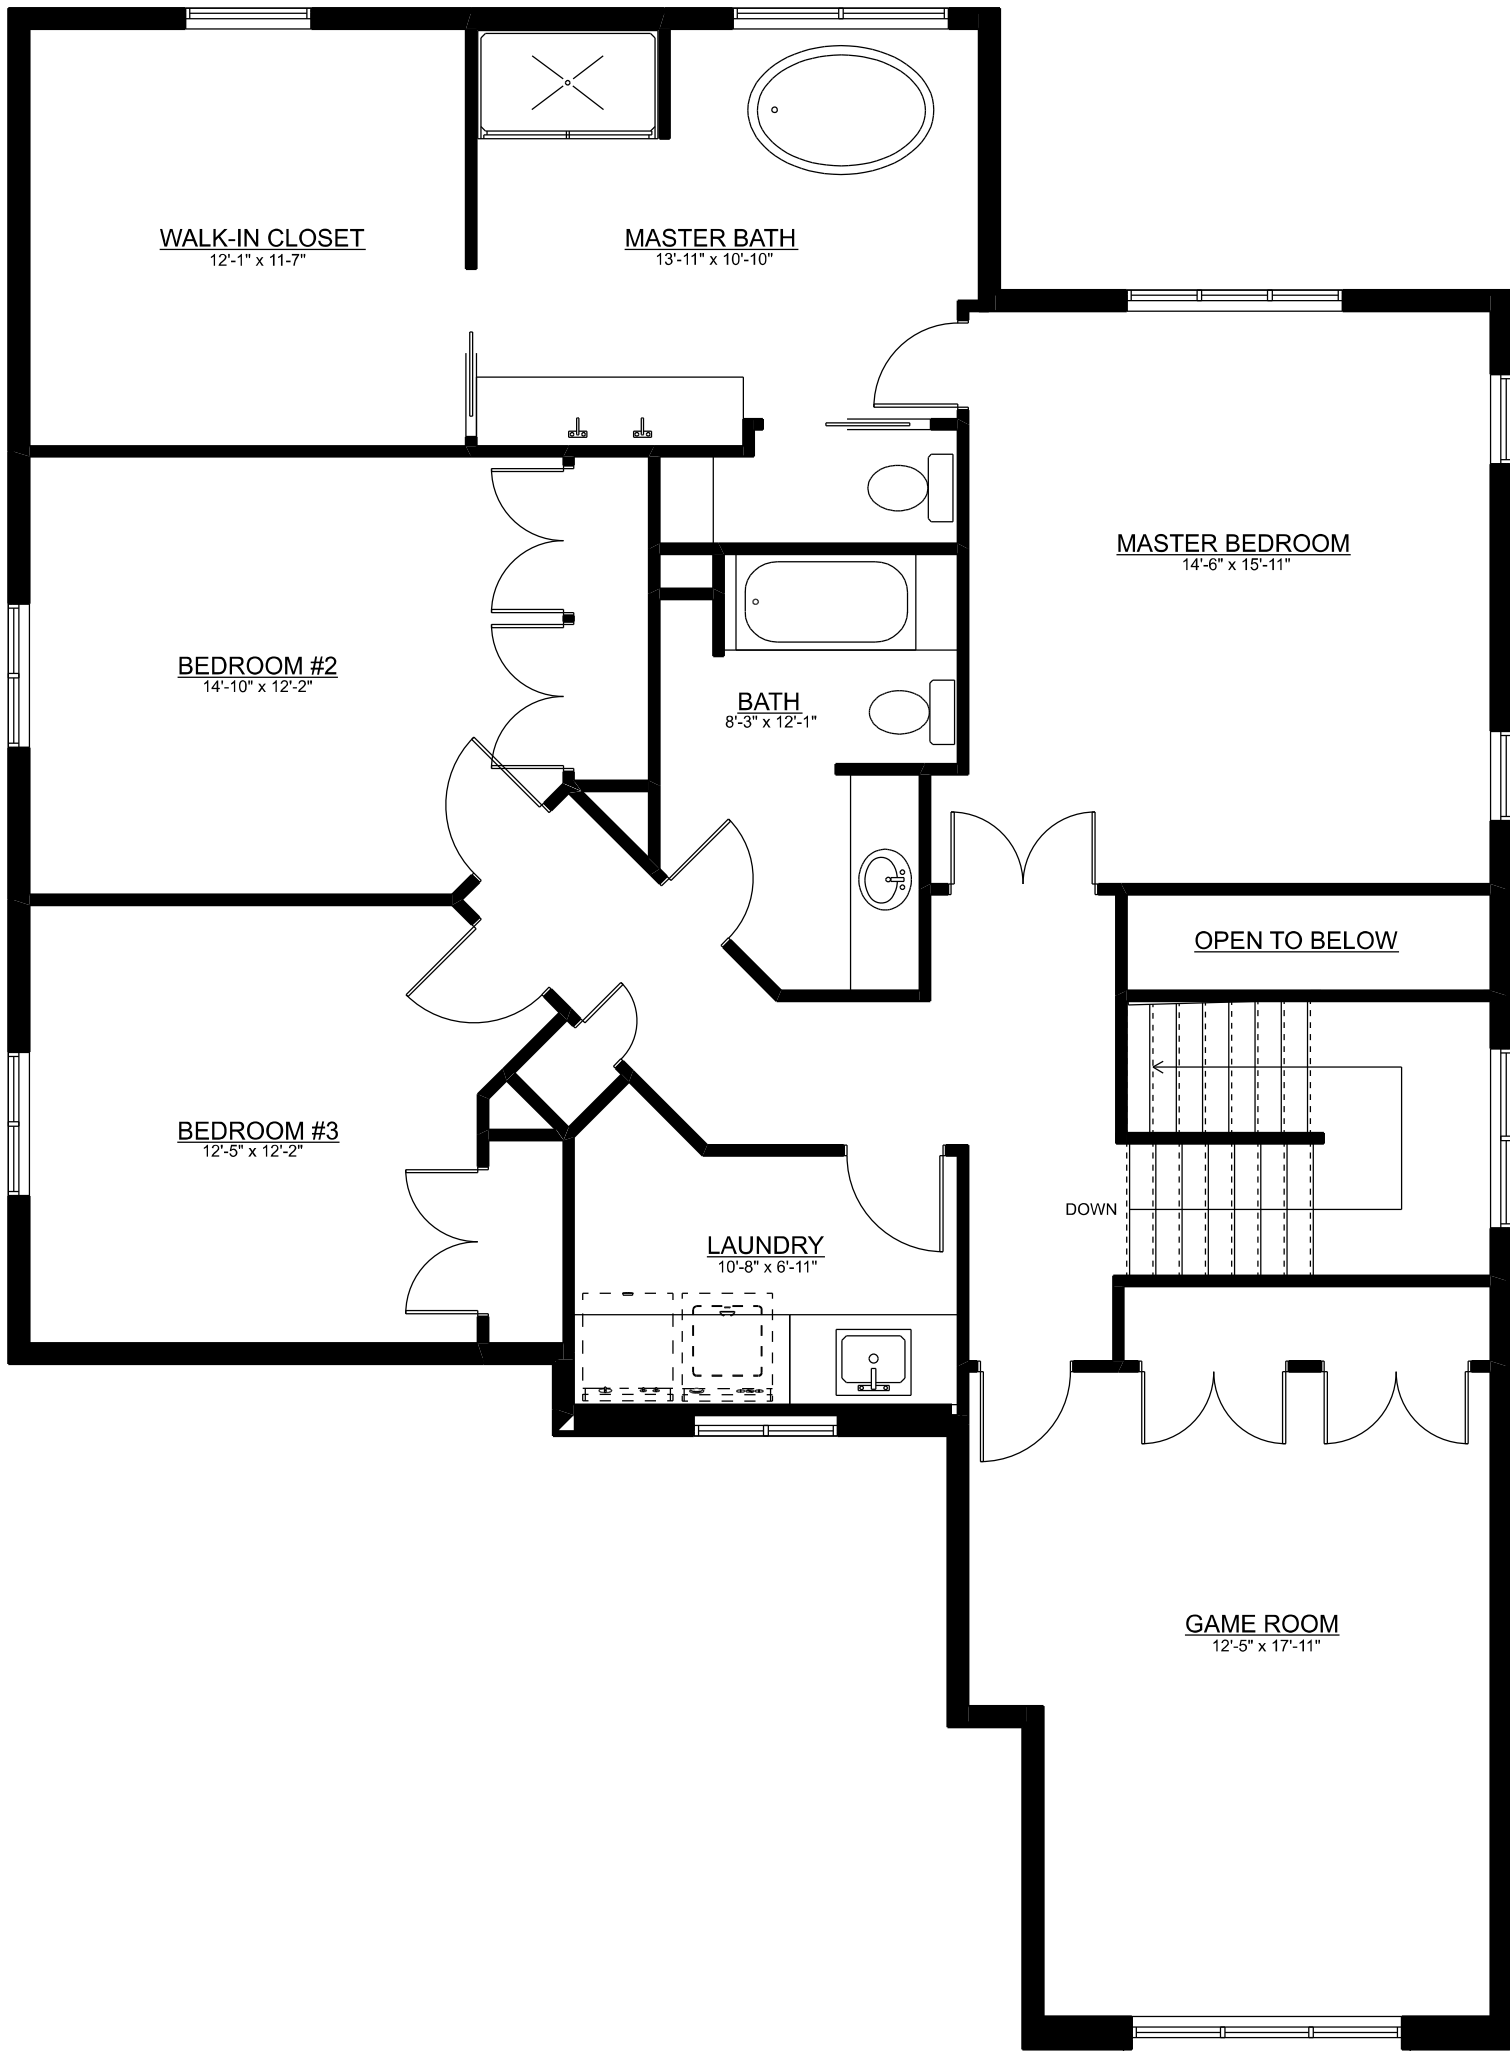 WALK-IN CLOSET
12'-1" x 11-7"
MASTER BATH
13'-11" x 10'-10"
MASTER BEDROOM
14'-6" x 15'-11"
BEDROOM #2
14'-10" x 12'-2"
BATH
8'-3" x 12'-1"
OPEN TO BELOW
BEDROOM #3
12'-5" x 12'-2"
DOWN
LAUNDRY
10'-8" x 6'-11"
GAME ROOM
12'-5" x 17'-11"